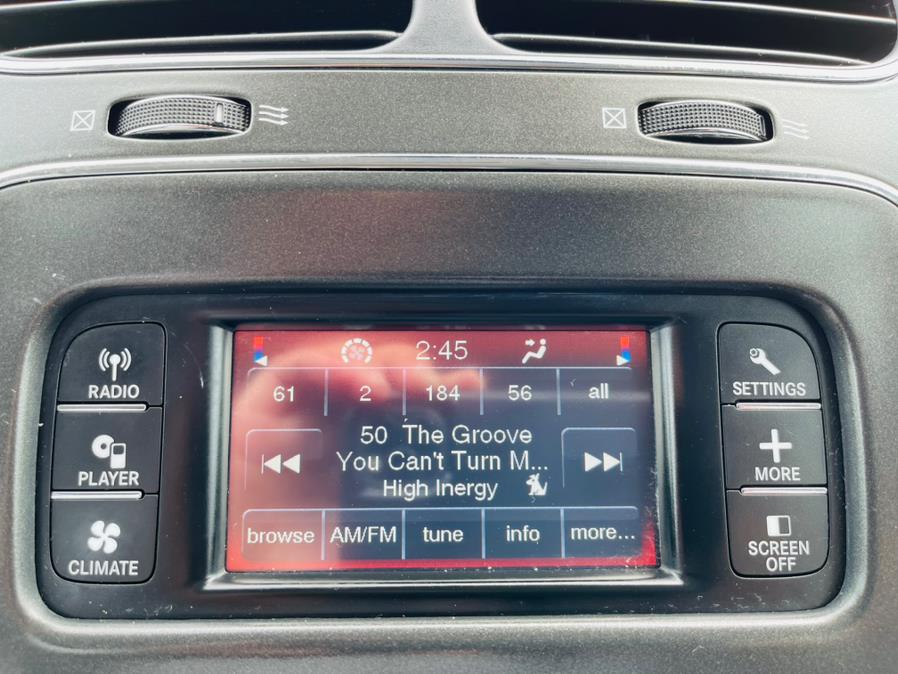 2:45
61 2 184 56 all
50 The Groove
You Can't Turn M...
High Inergy
browse AM/FM tune info more...
RADIO
PLAYER
CLIMATE
SETTINGS
MORE
SCREEN
OFF